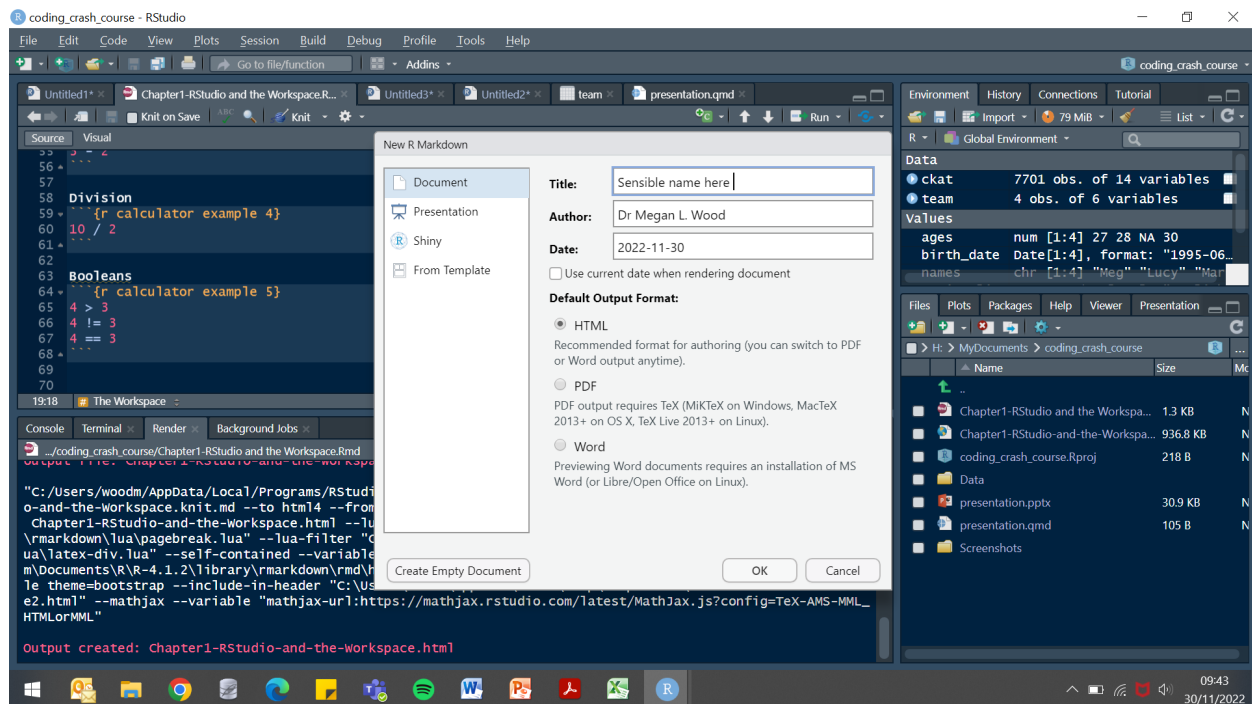 coding_crash_course - RStudio
File Edit Code View Plots Session Build Debug Profile Tools Help
Go to file/function Addins coding_crash_course
Untitled1* Chapter1-RStudio and the Workspace.R... Untitled3* Untitled2* team presentation.qmd
Knit on Save ABC Knit Run
Source Visual
55 5 - 2
56 ```
57
58 Division
59 ```{r calculator example 4}
60 10 / 2
61 ```
62
63 Booleans
64 ```{r calculator example 5}
65 4 > 3
66 4 != 3
67 4 == 3
68 ```
69
70
19:18 # The Workspace
Console Terminal Render Background Jobs
.../coding_crash_course/Chapter1-RStudio and the Workspace.Rmd
output file: Chapter1-RStudio-and-the-Workspa
"C:/Users/woodm/AppData/Local/Programs/RStudi
o-and-the-Workspace.knit.md --to html4 --from
Chapter1-RStudio-and-the-Workspace.html --lu
\rmarkdown\lua\pagebreak.lua" --lua-filter "C
ua\latex-div.lua" --self-contained --variable
m\Documents\R\R-4.1.2\library\rmarkdown\rmd\h
le theme=bootstrap --include-in-header "C:\Us
e2.html" --mathjax --variable "mathjax-url:https://mathjax.rstudio.com/latest/MathJax.js?config=TeX-AMS-MML_
HTMLorMML"
Output created: Chapter1-RStudio-and-the-Workspace.html
New R Markdown
Document
Presentation
Shiny
From Template
Title: Sensible name here
Author: Dr Megan L. Wood
Date: 2022-11-30
Use current date when rendering document
Default Output Format:
HTML
Recommended format for authoring (you can switch to PDF
or Word output anytime).
PDF
PDF output requires TeX (MiKTeX on Windows, MacTeX
2013+ on OS X, TeX Live 2013+ on Linux).
Word
Previewing Word documents requires an installation of MS
Word (or Libre/Open Office on Linux).
Create Empty Document OK Cancel
Environment History Connections Tutorial
Import 79 MiB List
R Global Environment
Data
ckat 7701 obs. of 14 variables
team 4 obs. of 6 variables
Values
ages num [1:4] 27 28 NA 30
birth_date Date[1:4], format: "1995-06…
names chr [1:4] "Meg" "Lucy" "Mar
Files Plots Packages Help Viewer Presentation
H: MyDocuments coding_crash_course ...
Name Size Mo
..
Chapter1-RStudio and the Workspa... 1.3 KB N
Chapter1-RStudio-and-the-Workspa... 936.8 KB N
coding_crash_course.Rproj 218 B N
Data
presentation.pptx 30.9 KB N
presentation.qmd 105 B N
Screenshots
09:43
30/11/2022